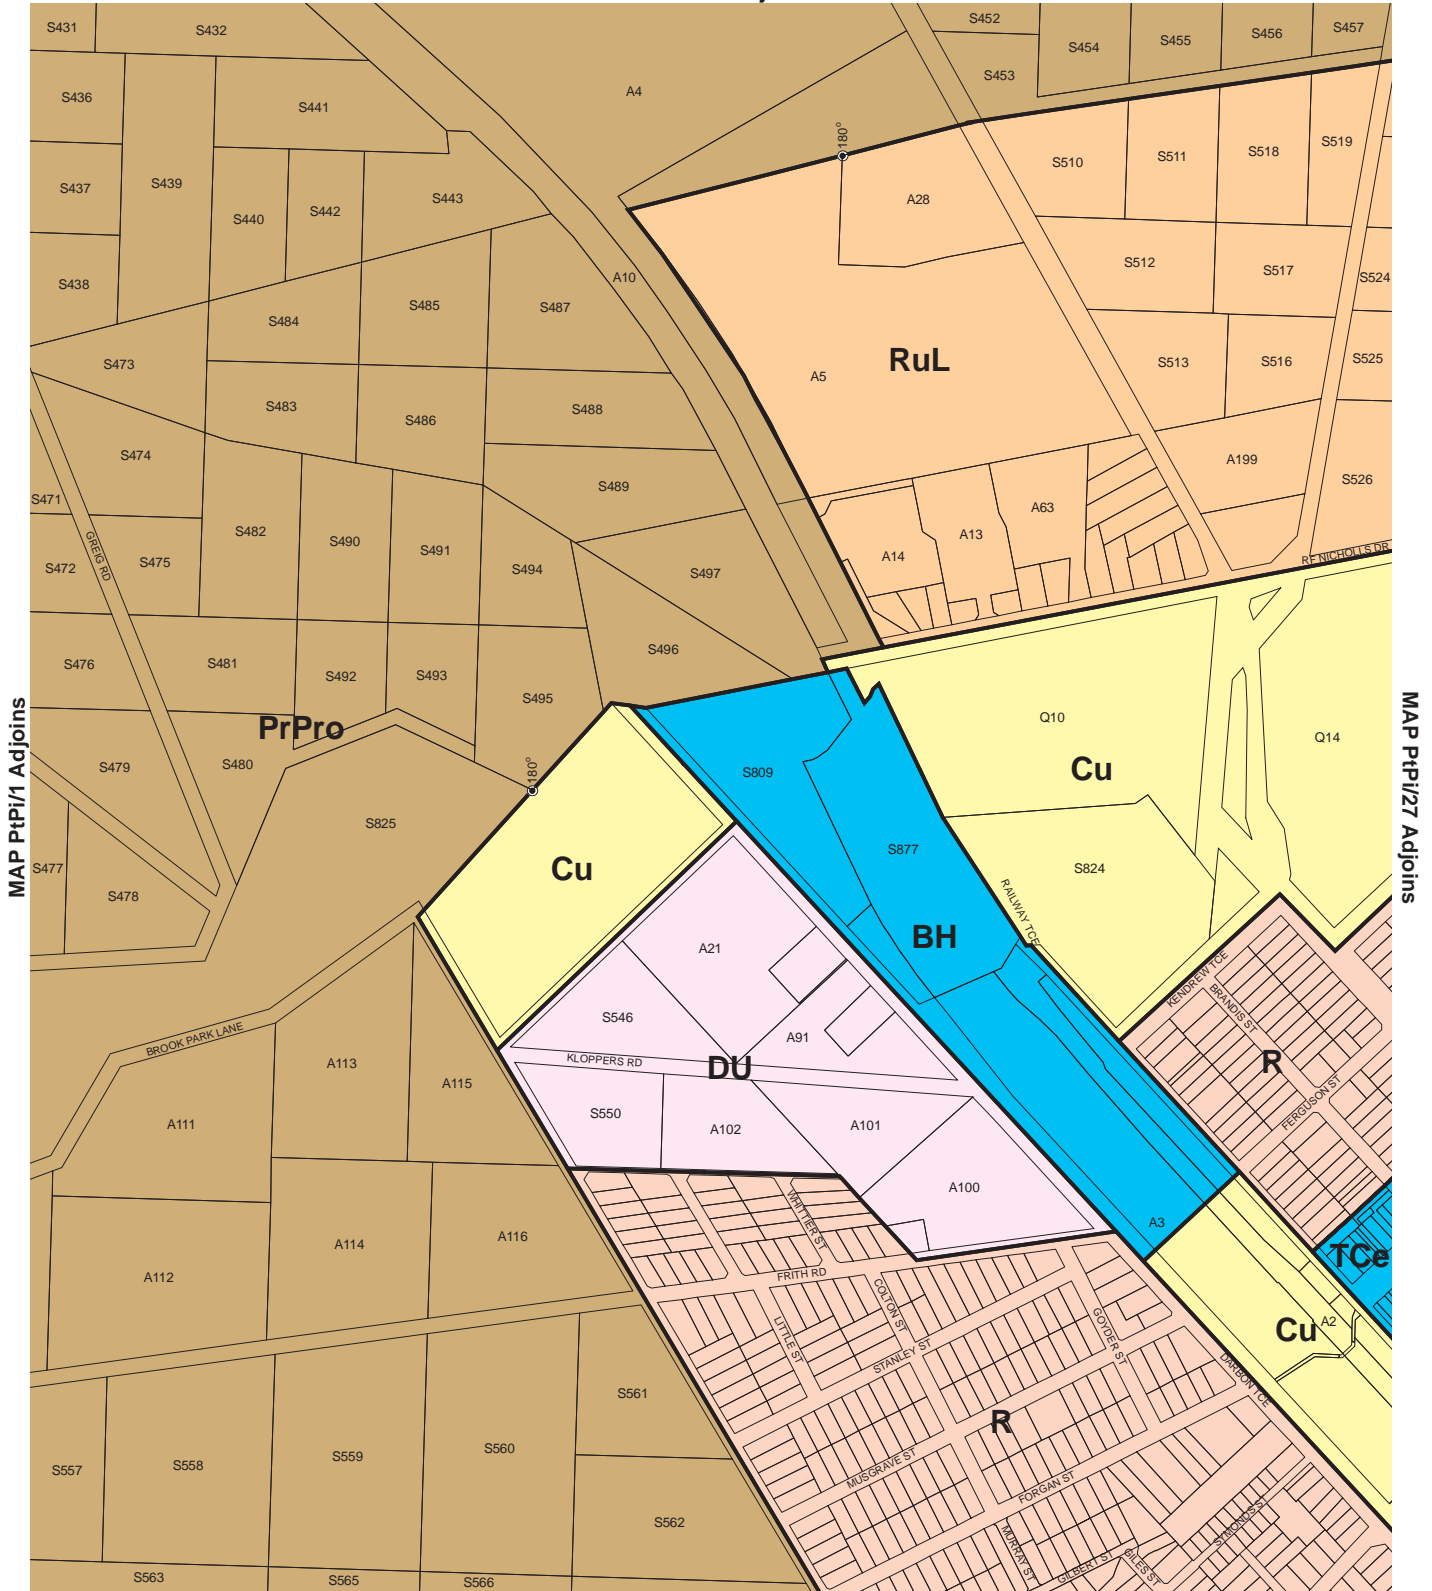 S431
S432
S452
S454
S455
S456
S457
S453
S436
S441
A4
180°
S519
S510
S511
S518
S437
S439
S440
S442
S443
A28
S438
A10
S512
S517
S524
S484
S485
S487
S473
RuL
A5
S513
S516
S525
S483
S486
S488
S474
S489
A199
S526
S471
GREIG RD
S482
S490
S491
A63
A13
A14
RF NICHOLLS DR
S472
S475
S494
S497
S476
S481
S492
S493
S495
S496
MAP PtPi/1 Adjoins
MAP PtPi/27 Adjoins
PrPro
Q10
Q14
Cu
S479
S480
180°
S809
S825
S877
S824
Cu
S477
S478
RAILWAY TCE
BH
A21
KENDREW TCE
BRANDIS ST
S546
A91
BROOK PARK LANE
KLOPPERS RD
DU
R
A113
A115
FERGUSON ST
A111
S550
A102
A101
A100
WHITTIER ST
A3
A114
A116
TCe
A112
FRITH RD
COLTON ST
LITTLE ST
GOYDER ST
Cu
A2
STANLEY ST
DARBON TCE
S561
R
S557
S558
S559
S560
MUSGRAVE ST
FORGAN ST
S562
SYMONDS ST
MURRAY ST
GILBERT ST
GILES ST
S563
S565
S566